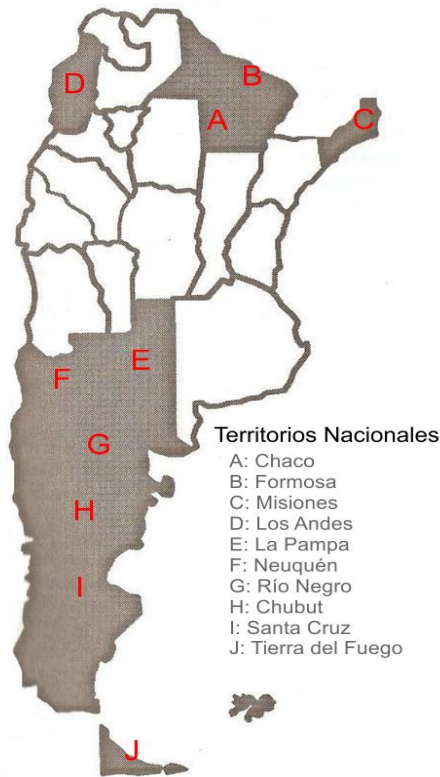 D
B
A
C
E
F
G
H
I
J
Territorios Nacionales
A: Chaco
B: Formosa
C: Misiones
D: Los Andes
E: La Pampa
F: Neuquén
G: Río Negro
H: Chubut
I: Santa Cruz
J: Tierra del Fuego